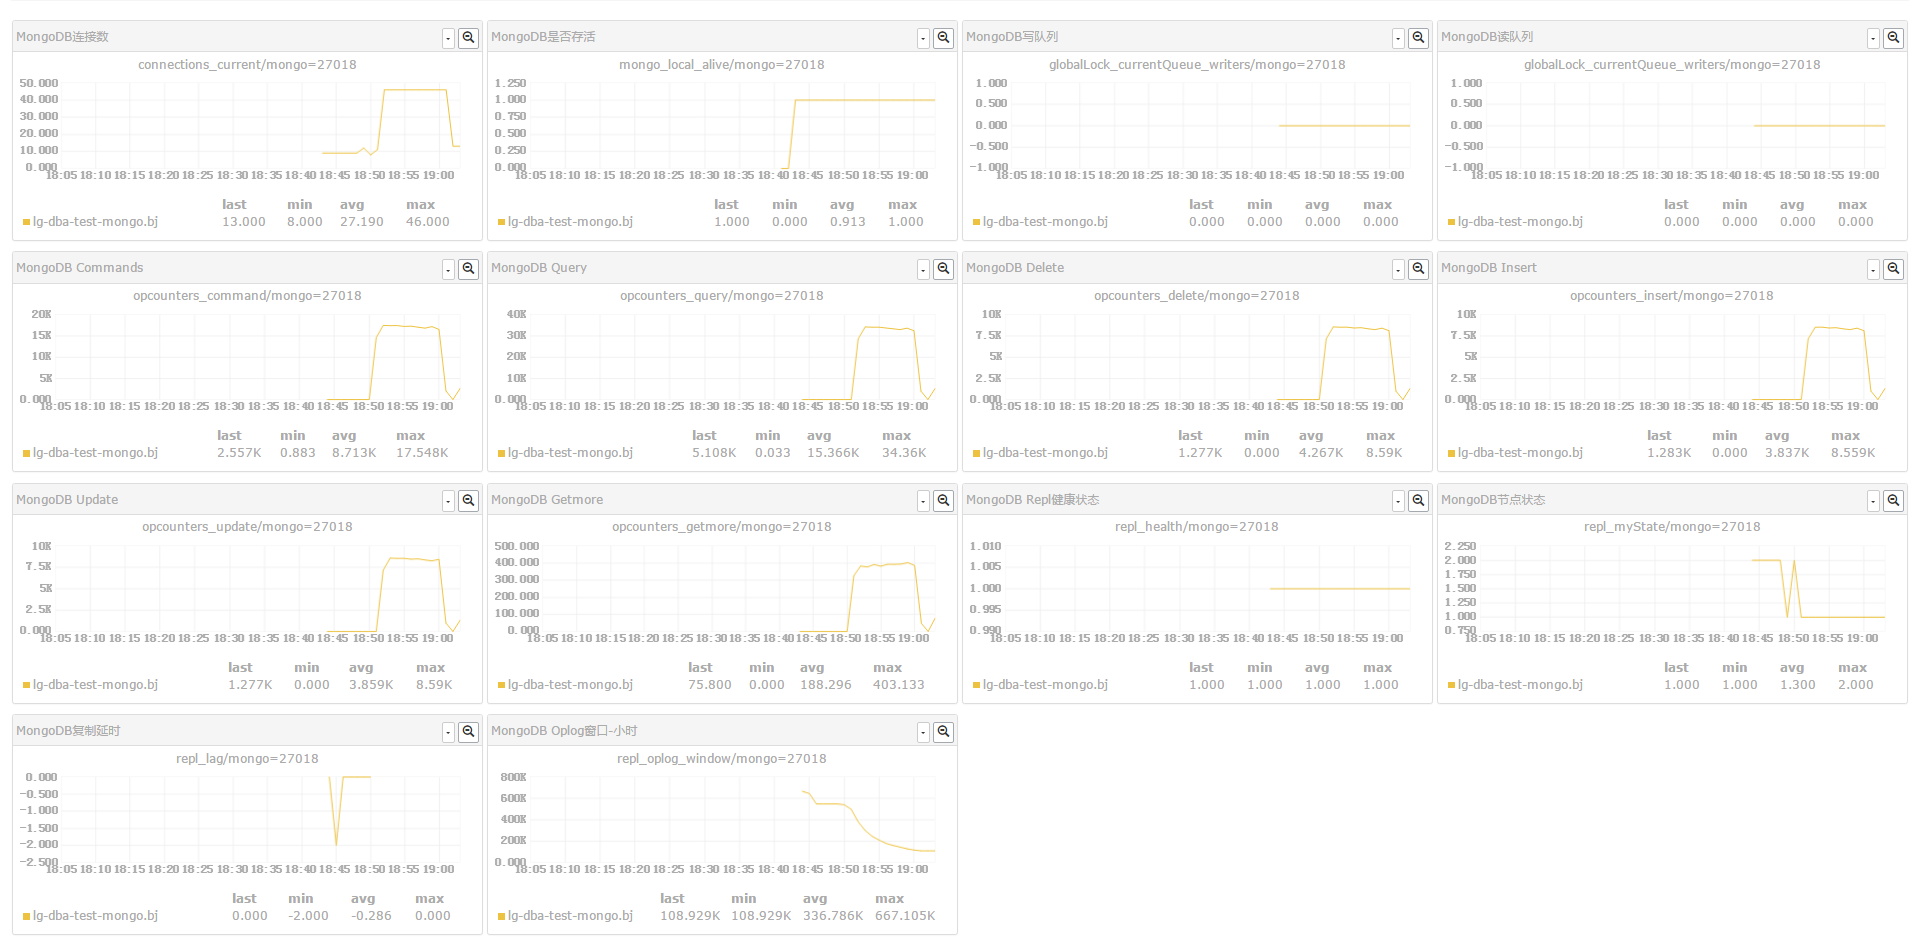 MongoDB连接数
-
connections_current/mongo=27018
50.000
40.000
30.000
20.000
10.000
0.000
18:05 18:10 18:15 18:20 18:25 18:30 18:35 18:40 18:45 18:50 18:55 19:00
last min avg max
lg-dba-test-mongo.bj 13.000 8.000 27.190 46.000
MongoDB是否存活
-
mongo_local_alive/mongo=27018
1.250
1.000
0.750
0.500
0.250
0.000
18:05 18:10 18:15 18:20 18:25 18:30 18:35 18:40 18:45 18:50 18:55 19:00
last min avg max
lg-dba-test-mongo.bj 1.000 0.000 0.913 1.000
MongoDB写队列
-
globalLock_currentQueue_writers/mongo=27018
1.000
0.500
0.000
-0.500
-1.000
18:05 18:10 18:15 18:20 18:25 18:30 18:35 18:40 18:45 18:50 18:55 19:00
last min avg max
lg-dba-test-mongo.bj 0.000 0.000 0.000 0.000
MongoDB读队列
-
globalLock_currentQueue_writers/mongo=27018
1.000
0.500
0.000
-0.500
-1.000
18:05 18:10 18:15 18:20 18:25 18:30 18:35 18:40 18:45 18:50 18:55 19:00
last min avg max
lg-dba-test-mongo.bj 0.000 0.000 0.000 0.000
MongoDB Commands
-
opcounters_command/mongo=27018
20K
15K
10K
5K
0.000
18:05 18:10 18:15 18:20 18:25 18:30 18:35 18:40 18:45 18:50 18:55 19:00
last min avg max
lg-dba-test-mongo.bj 2.557K 0.883 8.713K 17.548K
MongoDB Query
-
opcounters_query/mongo=27018
40K
30K
20K
10K
0.000
18:05 18:10 18:15 18:20 18:25 18:30 18:35 18:40 18:45 18:50 18:55 19:00
last min avg max
lg-dba-test-mongo.bj 5.108K 0.033 15.366K 34.36K
MongoDB Delete
-
opcounters_delete/mongo=27018
10K
7.5K
5K
2.5K
0.000
18:05 18:10 18:15 18:20 18:25 18:30 18:35 18:40 18:45 18:50 18:55 19:00
last min avg max
lg-dba-test-mongo.bj 1.277K 0.000 4.267K 8.59K
MongoDB Insert
-
opcounters_insert/mongo=27018
10K
7.5K
5K
2.5K
0.000
18:05 18:10 18:15 18:20 18:25 18:30 18:35 18:40 18:45 18:50 18:55 19:00
last min avg max
lg-dba-test-mongo.bj 1.283K 0.000 3.837K 8.559K
MongoDB Update
-
opcounters_update/mongo=27018
10K
7.5K
5K
2.5K
0.000
18:05 18:10 18:15 18:20 18:25 18:30 18:35 18:40 18:45 18:50 18:55 19:00
last min avg max
lg-dba-test-mongo.bj 1.277K 0.000 3.859K 8.59K
MongoDB Getmore
-
opcounters_getmore/mongo=27018
500.000
400.000
300.000
200.000
100.000
0.000
18:05 18:10 18:15 18:20 18:25 18:30 18:35 18:40 18:45 18:50 18:55 19:00
last min avg max
lg-dba-test-mongo.bj 75.800 0.000 188.296 403.133
MongoDB Repl健康状态
-
repl_health/mongo=27018
1.010
1.005
1.000
0.995
0.990
18:05 18:10 18:15 18:20 18:25 18:30 18:35 18:40 18:45 18:50 18:55 19:00
last min avg max
lg-dba-test-mongo.bj 1.000 1.000 1.000 1.000
MongoDB节点状态
-
repl_myState/mongo=27018
2.250
2.000
1.750
1.500
1.250
1.000
0.750
18:05 18:10 18:15 18:20 18:25 18:30 18:35 18:40 18:45 18:50 18:55 19:00
last min avg max
lg-dba-test-mongo.bj 1.000 1.000 1.300 2.000
MongoDB复制延时
-
repl_lag/mongo=27018
0.000
-0.500
-1.000
-1.500
-2.000
-2.500
18:05 18:10 18:15 18:20 18:25 18:30 18:35 18:40 18:45 18:50 18:55 19:00
last min avg max
lg-dba-test-mongo.bj 0.000 -2.000 -0.286 0.000
MongoDB Oplog窗口-小时
-
repl_oplog_window/mongo=27018
800K
600K
400K
200K
0.000
18:05 18:10 18:15 18:20 18:25 18:30 18:35 18:40 18:45 18:50 18:55 19:00
last min avg max
lg-dba-test-mongo.bj 108.929K 108.929K 336.786K 667.105K